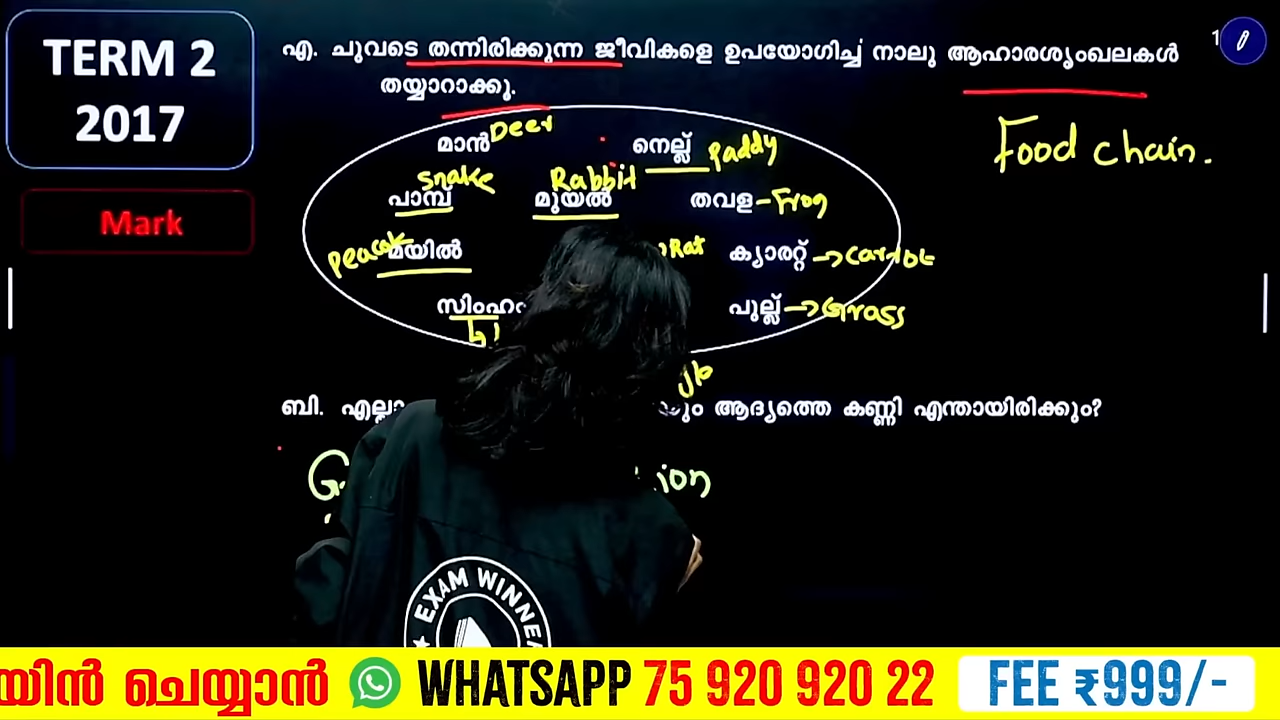 TERM 2
2017
Mark
എ. ചുവടെ തന്നിരിക്കുന്ന ജീവികളെ ഉപയോഗിച്ച് നാലു ആഹാരശൃംഖലകൾ
തയ്യാറാക്കൂ.
Food chain.
മാൻ Deer നെല്ല് Paddy
snake Rabbit
പാമ്പ് മുയൽ തവള - Frog
Peacok മയിൽ Rat ക്യാരറ്റ് → carrot
പുല്ല് → Grass
ബി. ആദ്യത്തെ കണ്ണി എന്തായിരിക്കും?
EXAM WINNER
യിൻ ചെയ്യാൻ WHATSAPP 75 920 920 22 FEE ₹999/-